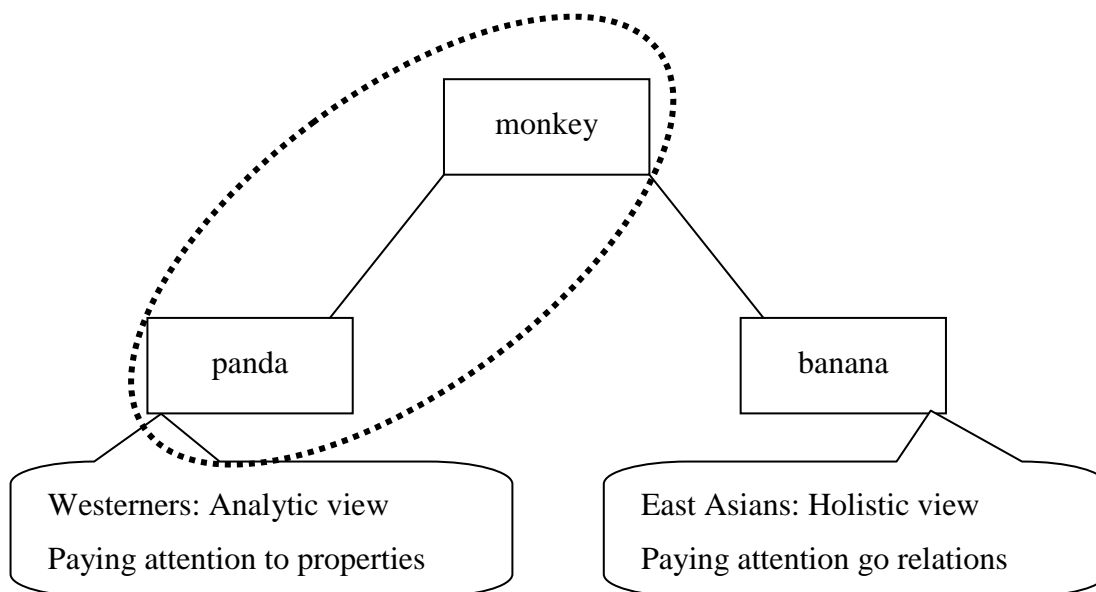 monkey
panda
banana
Westerners: Analytic view
Paying attention to properties
East Asians: Holistic view
Paying attention go relations